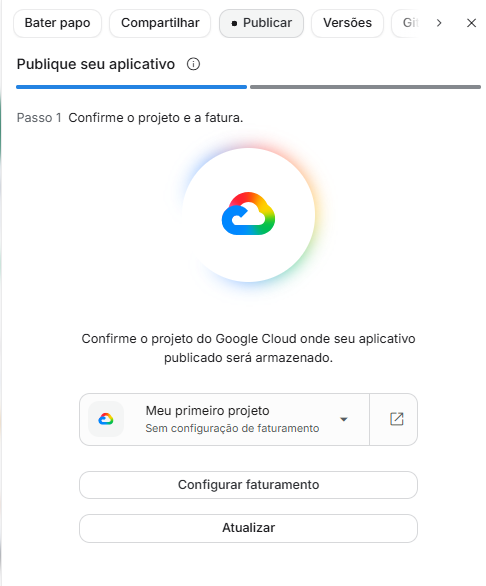 Bater papo
Compartilhar
Publicar
Versões
Publique seu aplicativo
Passo 1 Confirme o projeto e a fatura.
Confirme o projeto do Google Cloud onde seu aplicativo
publicado será armazenado.
Meu primeiro projeto
Sem configuração de faturamento
Configurar faturamento
Atualizar